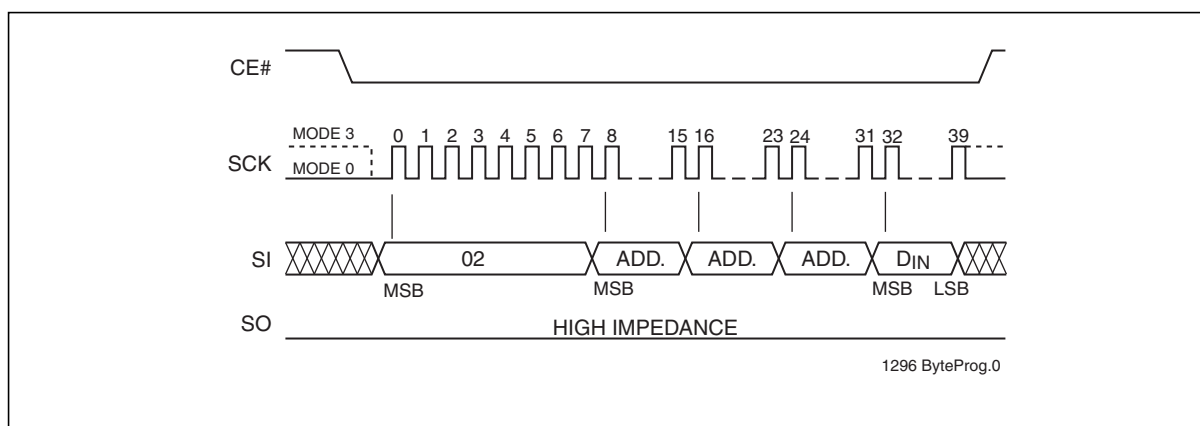 CE#
MODE 3
0 1 2 3 4 5 6 7 8 15 16 23 24 31 32 39
SCK
MODE 0
SI
02 ADD. ADD. ADD. DIN
MSB MSB MSB LSB
SO
HIGH IMPEDANCE
1296 ByteProg.0